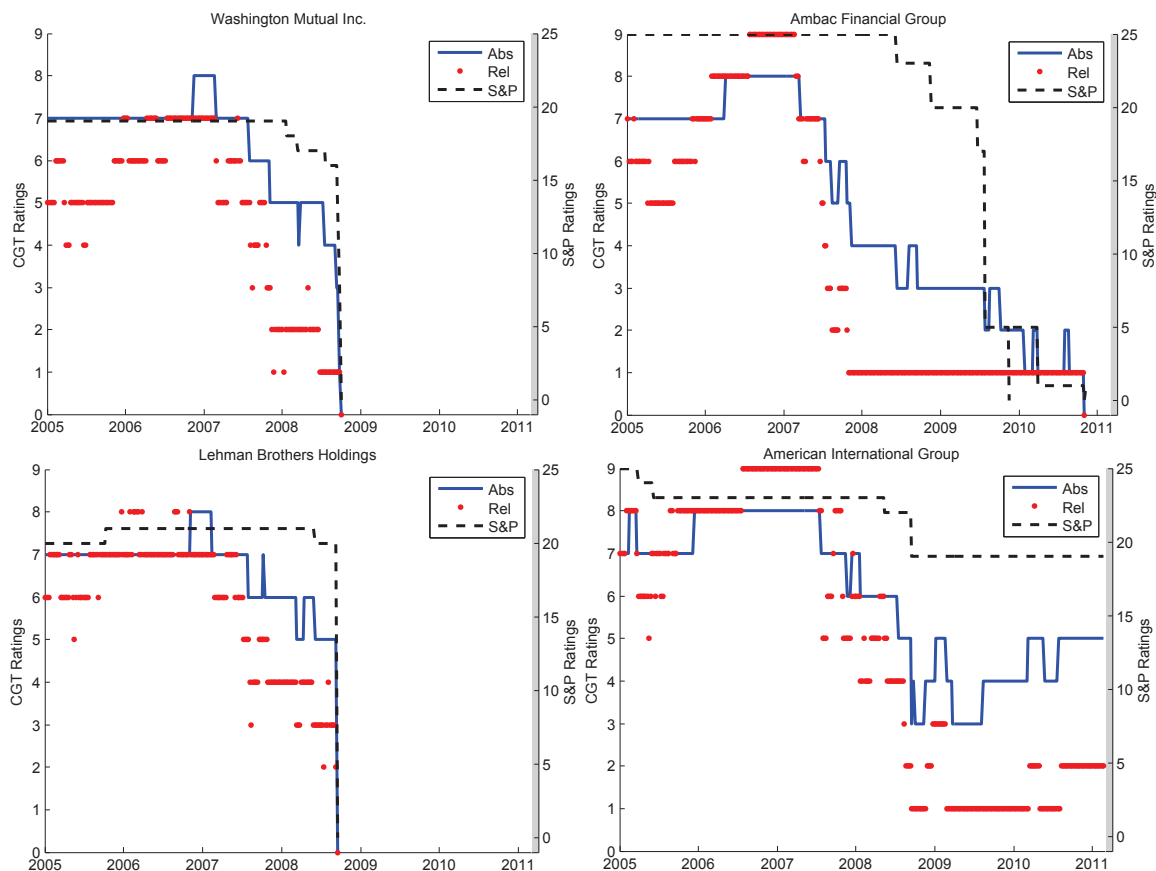 Washington Mutual Inc.
9
8
7
6
5
4
3
2
1
0
CGT Ratings
Abs
Rel
S&P
25
20
15
10
5
0
S&P Ratings
2005 2006 2007 2008 2009 2010 2011
Ambac Financial Group
9
8
7
6
5
4
3
2
1
0
CGT Ratings
Abs
Rel
S&P
25
20
15
10
5
0
S&P Ratings
2005 2006 2007 2008 2009 2010 2011
Lehman Brothers Holdings
9
8
7
6
5
4
3
2
1
0
CGT Ratings
Abs
Rel
S&P
25
20
15
10
5
0
S&P Ratings
2005 2006 2007 2008 2009 2010 2011
American International Group
9
8
7
6
5
4
3
2
1
0
CGT Ratings
Abs
Rel
S&P
25
20
15
10
5
0
S&P Ratings
2005 2006 2007 2008 2009 2010 2011